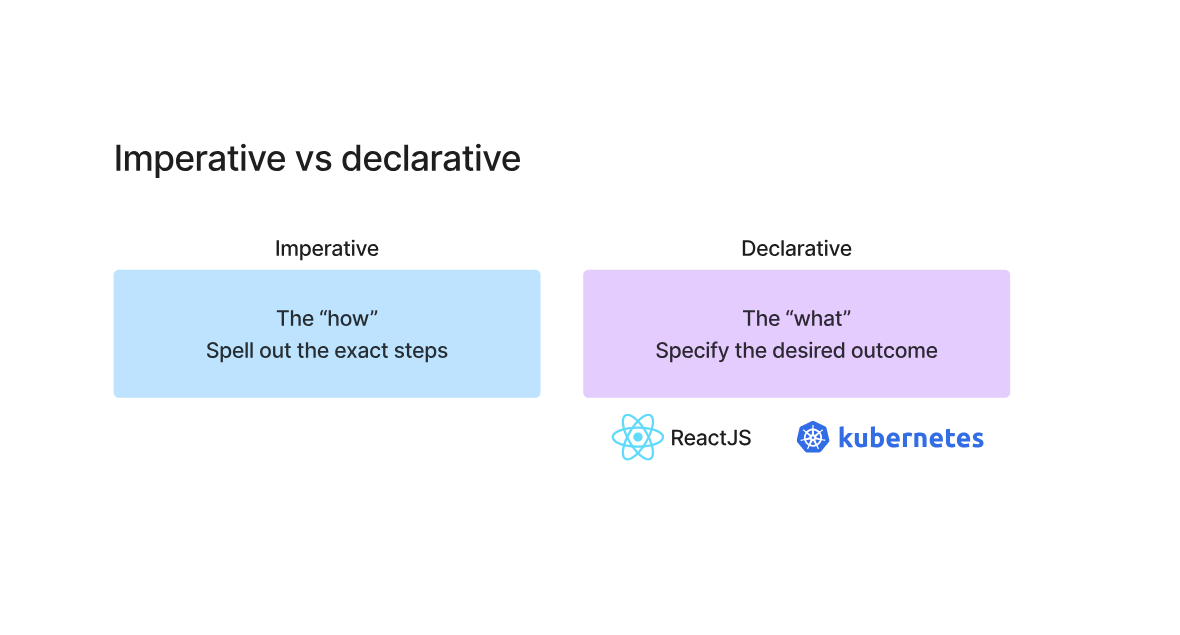 Imperative vs declarative
Imperative
The “how”
Spell out the exact steps
Declarative
The “what”
Specify the desired outcome
ReactJS
kubernetes